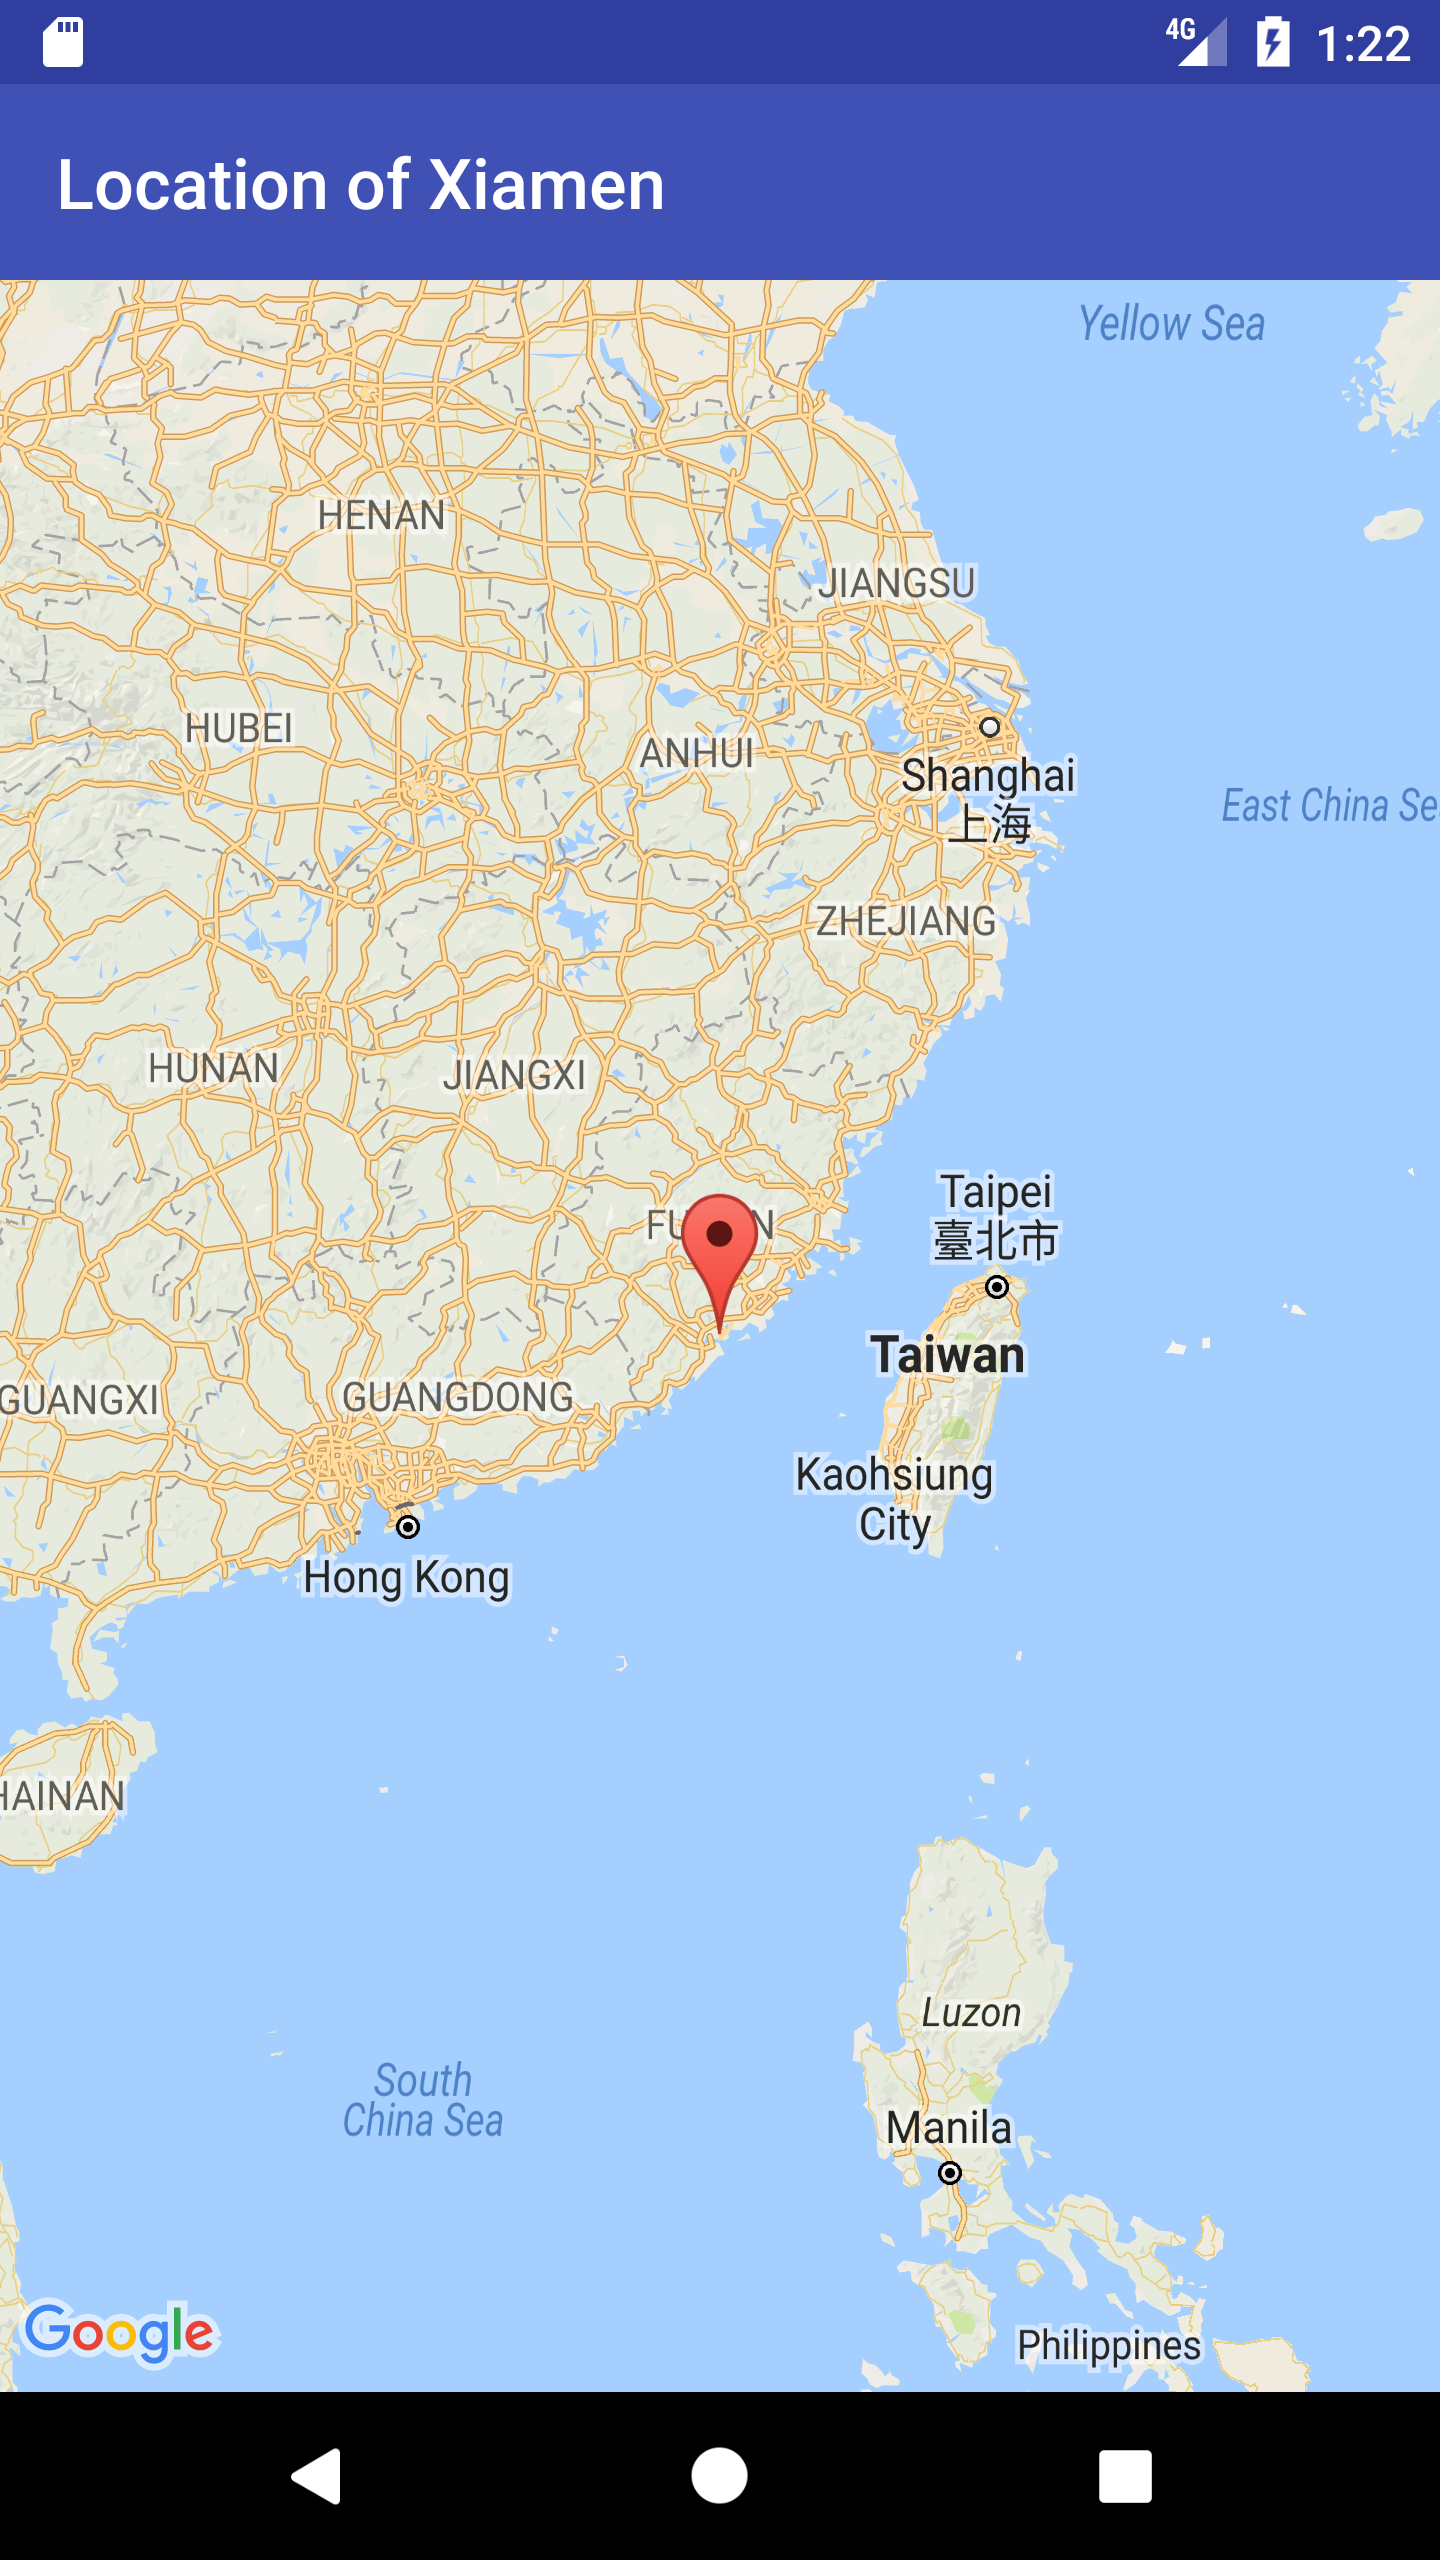 4G 1:22
Location of Xiamen
Yellow Sea
HENAN
JIANGSU
HUBEI
ANHUI
Shanghai
上海
East China Se
ZHEJIANG
HUNAN
JIANGXI
Taipei
臺北市
FU N
Taiwan
GUANGXI
GUANGDONG
Kaohsiung
City
Hong Kong
HAINAN
Luzon
South
China Sea
Manila
Google
Philippines